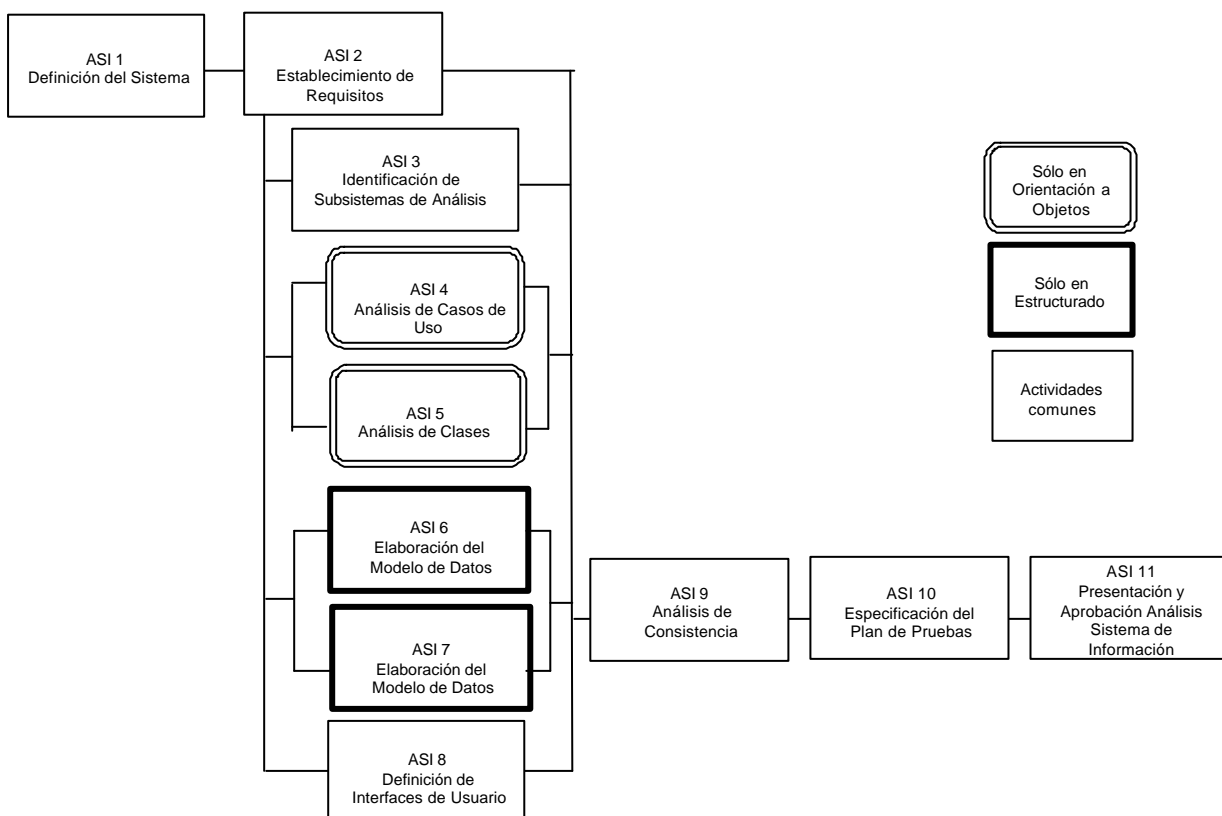 ASI 1
Definición del Sistema
ASI 2
Establecimiento de
Requisitos
ASI 3
Identificación de
Subsistemas de Análisis
ASI 4
Análisis de Casos de
Uso
ASI 5
Análisis de Clases
ASI 6
Elaboración del
Modelo de Datos
ASI 7
Elaboración del
Modelo de Datos
ASI 8
Definición de
Interfaces de Usuario
ASI 9
Análisis de
Consistencia
ASI 10
Especificación del
Plan de Pruebas
ASI 11
Presentación y
Aprobación Análisis
Sistema de
Información
Sólo en
Orientación a
Objetos
Sólo en
Estructurado
Actividades
comunes